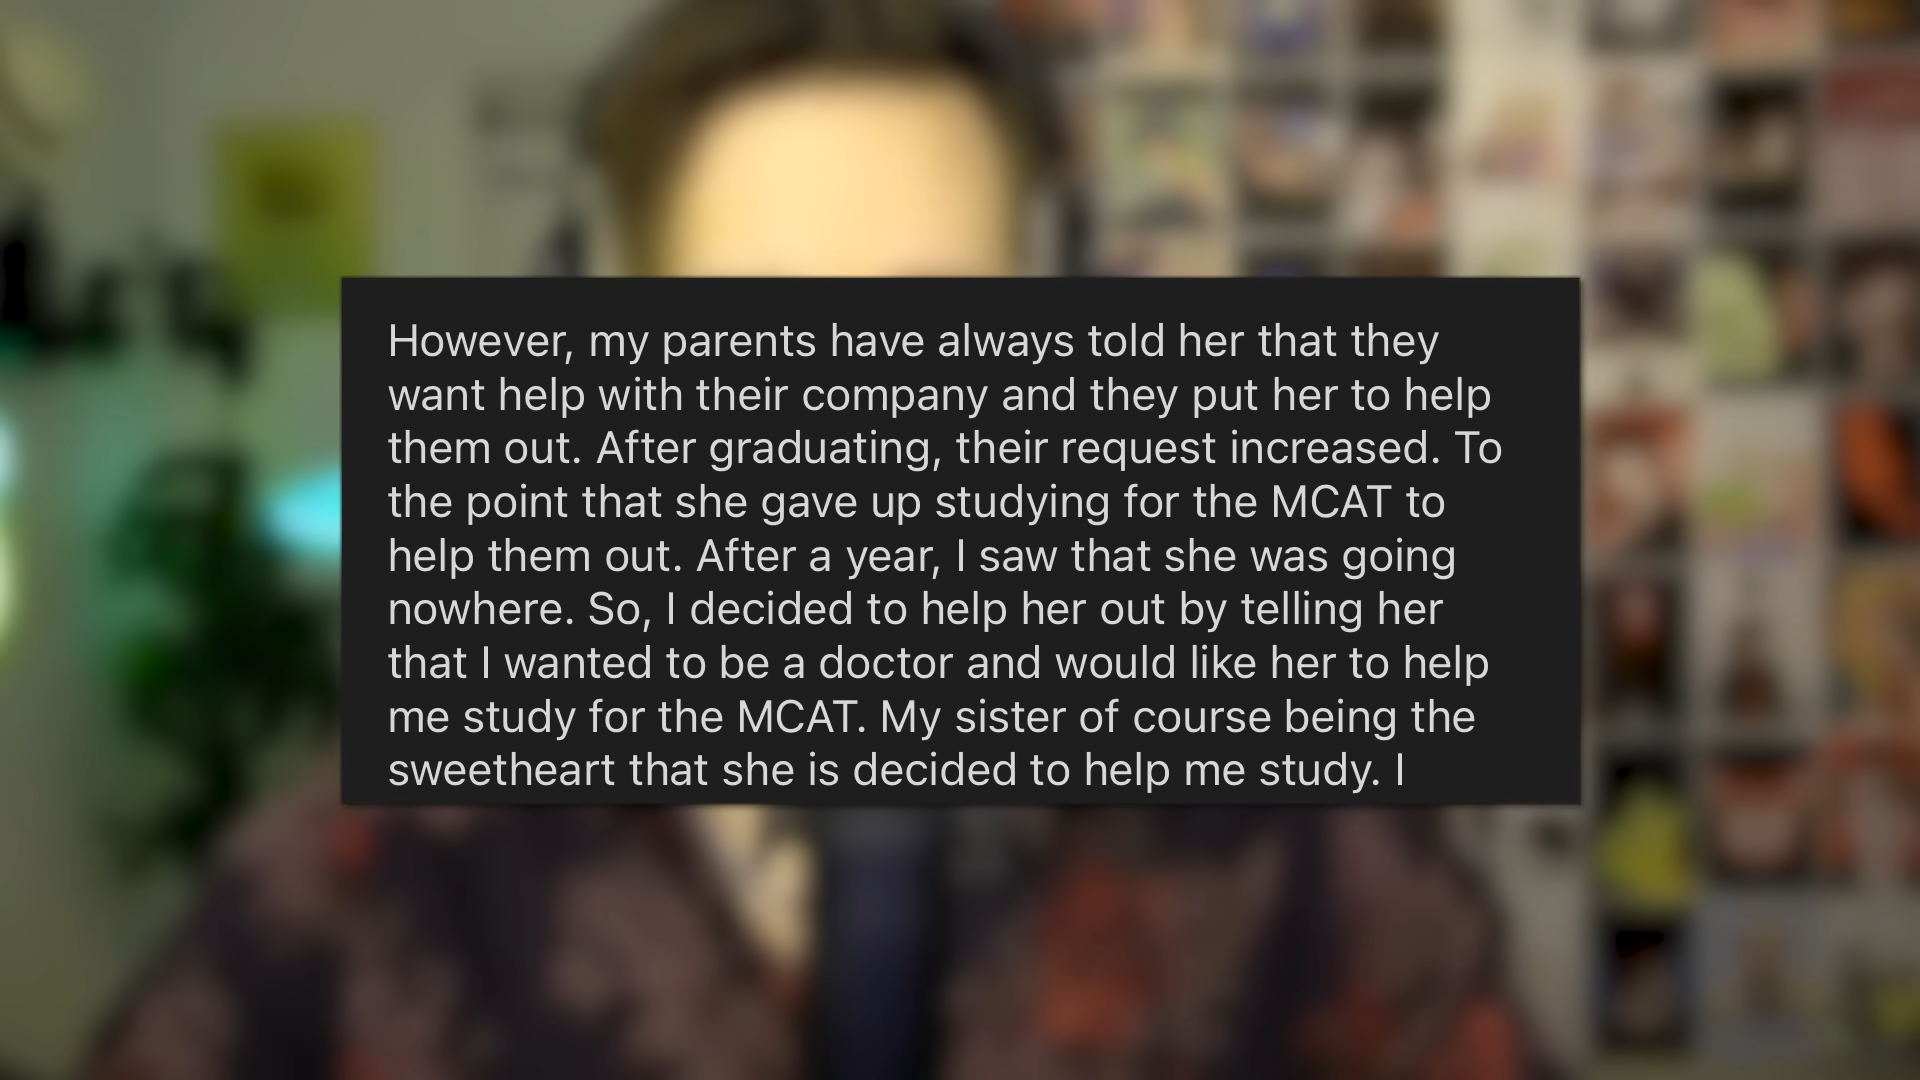 However, my parents have always told her that they
want help with their company and they put her to help
them out. After graduating, their request increased. To
the point that she gave up studying for the MCAT to
help them out. After a year, I saw that she was going
nowhere. So, I decided to help her out by telling her
that I wanted to be a doctor and would like her to help
me study for the MCAT. My sister of course being the
sweetheart that she is decided to help me study. I